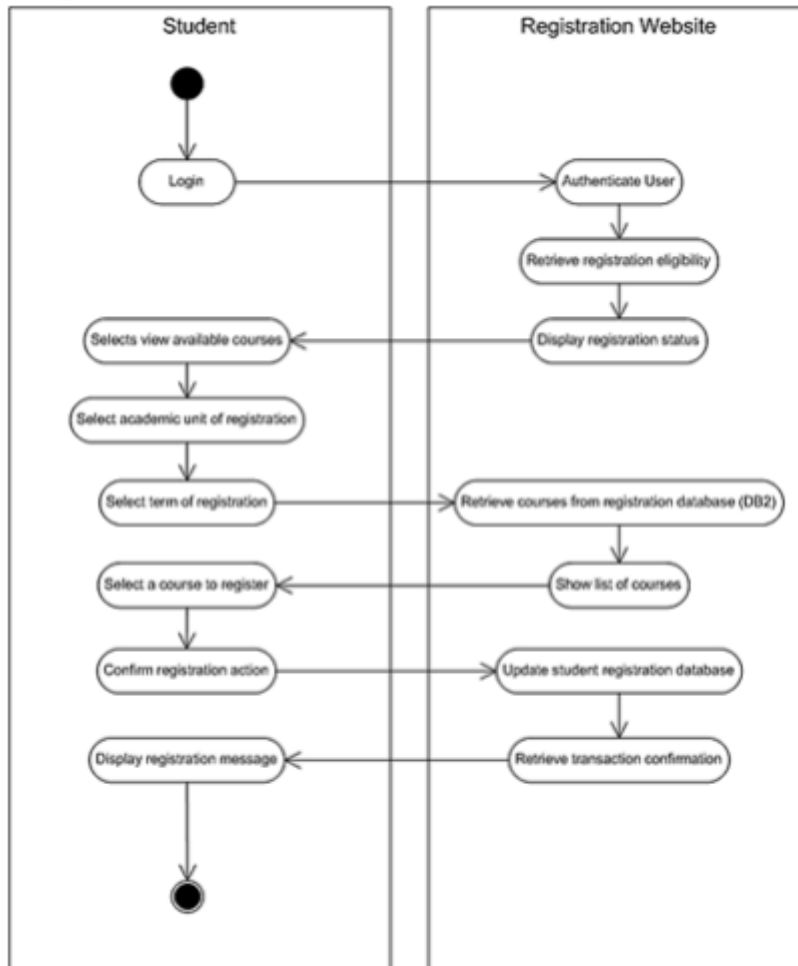 Student
Registration Website
Login
Authenticate User
Retrieve registration eligibility
Selects view available courses
Display registration status
Select academic unit of registration
Select term of registration
Retrieve courses from registration database (DB2)
Select a course to register
Show list of courses
Confirm registration action
Update student registration database
Display registration message
Retrieve transaction confirmation